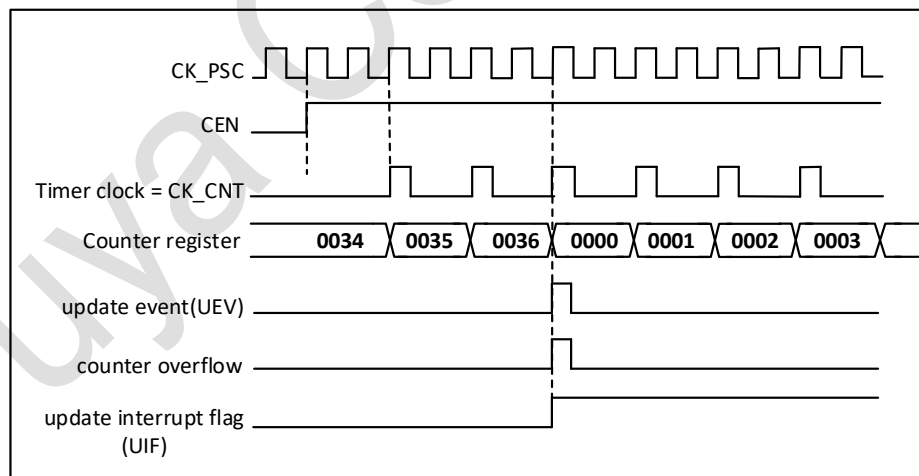 CK_PSC
CEN
Timer clock = CK_CNT
Counter register 0034 0035 0036 0000 0001 0002 0003
update event(UEV)
counter overflow
update interrupt flag
(UIF)